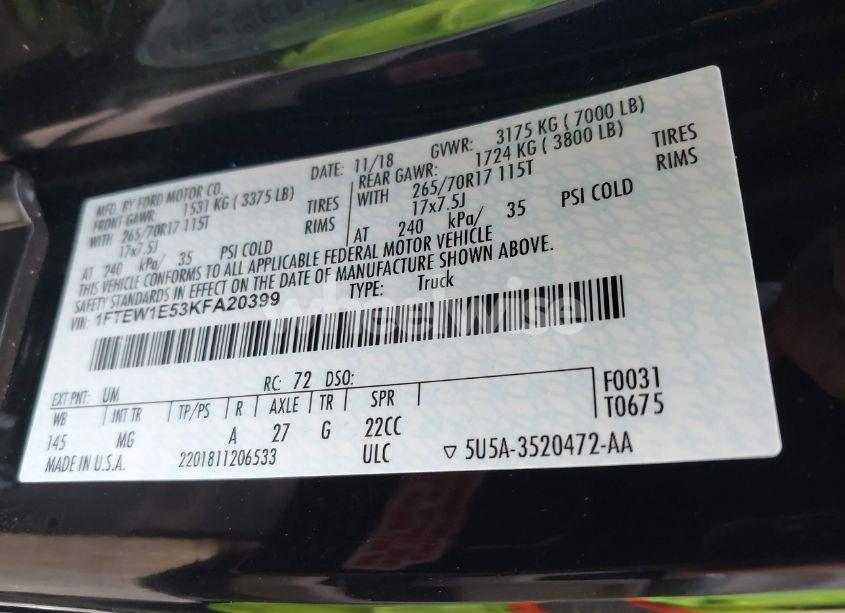 MFD. BY FORD MOTOR CO. DATE: 11/18 GVWR: 3175 KG ( 7000 LB)
FRONT GAWR: 1531 KG ( 3375 LB) REAR GAWR: 1724 KG ( 3800 LB)
WITH 265/70R17 115T TIRES WITH 265/70R17 115T TIRES
17x7.5J RIMS 17x7.5J RIMS
AT 240 kPa/ 35 PSI COLD AT 240 kPa/ 35 PSI COLD
THIS VEHICLE CONFORMS TO ALL APPLICABLE FEDERAL MOTOR VEHICLE
SAFETY STANDARDS IN EFFECT ON THE DATE OF MANUFACTURE SHOWN ABOVE.
VIN: 1FTEW1E53KFA20399 TYPE: Truck
wheelwise
EXT PNT: UM RC: 72 DSO: F0031
WB INT TR TP/PS R AXLE TR SPR T0675
145 MG A 27 G 22CC
MADE IN U.S.A. 2201811206533 ULC ▽ 5U5A-3520472-AA